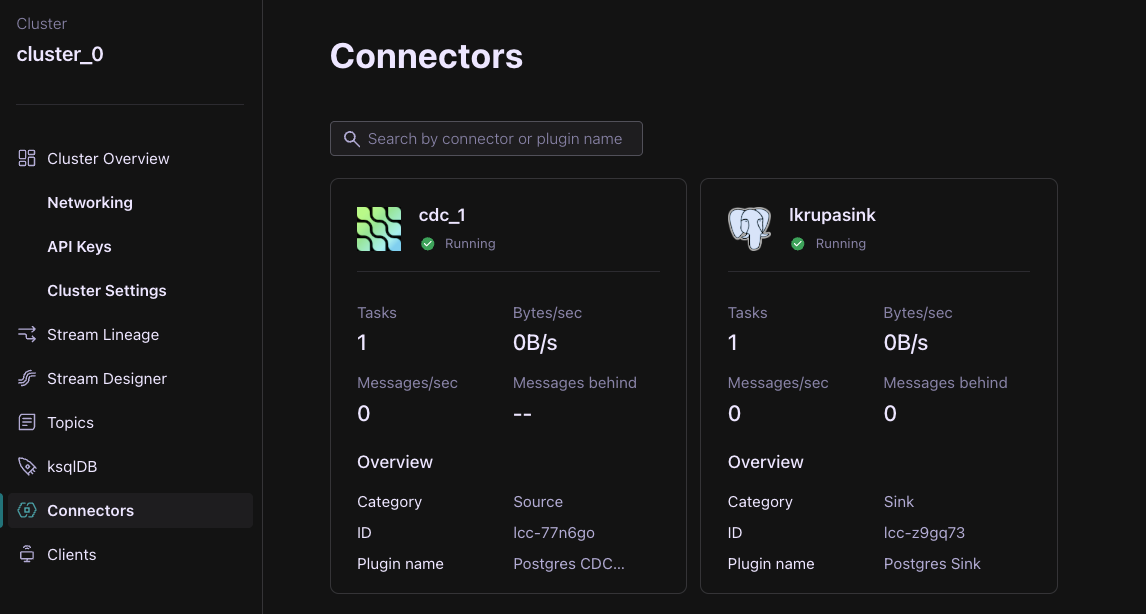 Cluster
cluster_0
Cluster Overview
Networking
API Keys
Cluster Settings
Stream Lineage
Stream Designer
Topics
ksqlDB
Connectors
Clients
Connectors
Search by connector or plugin name
cdc_1
Running
Tasks
Bytes/sec
1
0B/s
Messages/sec
Messages behind
0
--
Overview
Category
Source
ID
lcc-77n6go
Plugin name
Postgres CDC...
lkrupasink
Running
Tasks
Bytes/sec
1
0B/s
Messages/sec
Messages behind
0
0
Overview
Category
Sink
ID
lcc-z9gq73
Plugin name
Postgres Sink